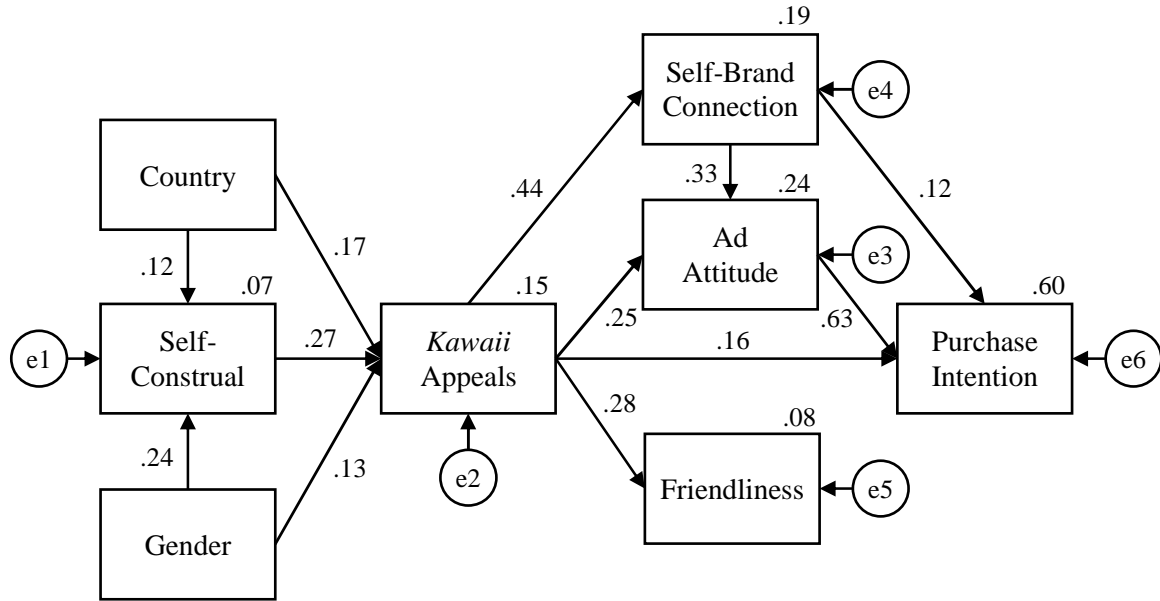 .19
Self-Brand
Connection
e4
Country
.44
.33
.24
.12
.17
Ad
Attitude
e3
.12
.07
.15
.25
.63
.60
e1
Self-
Construal
.27
Kawaii
Appeals
.16
Purchase
Intention
e6
.28
.08
.24
.13
e2
Friendliness
e5
Gender